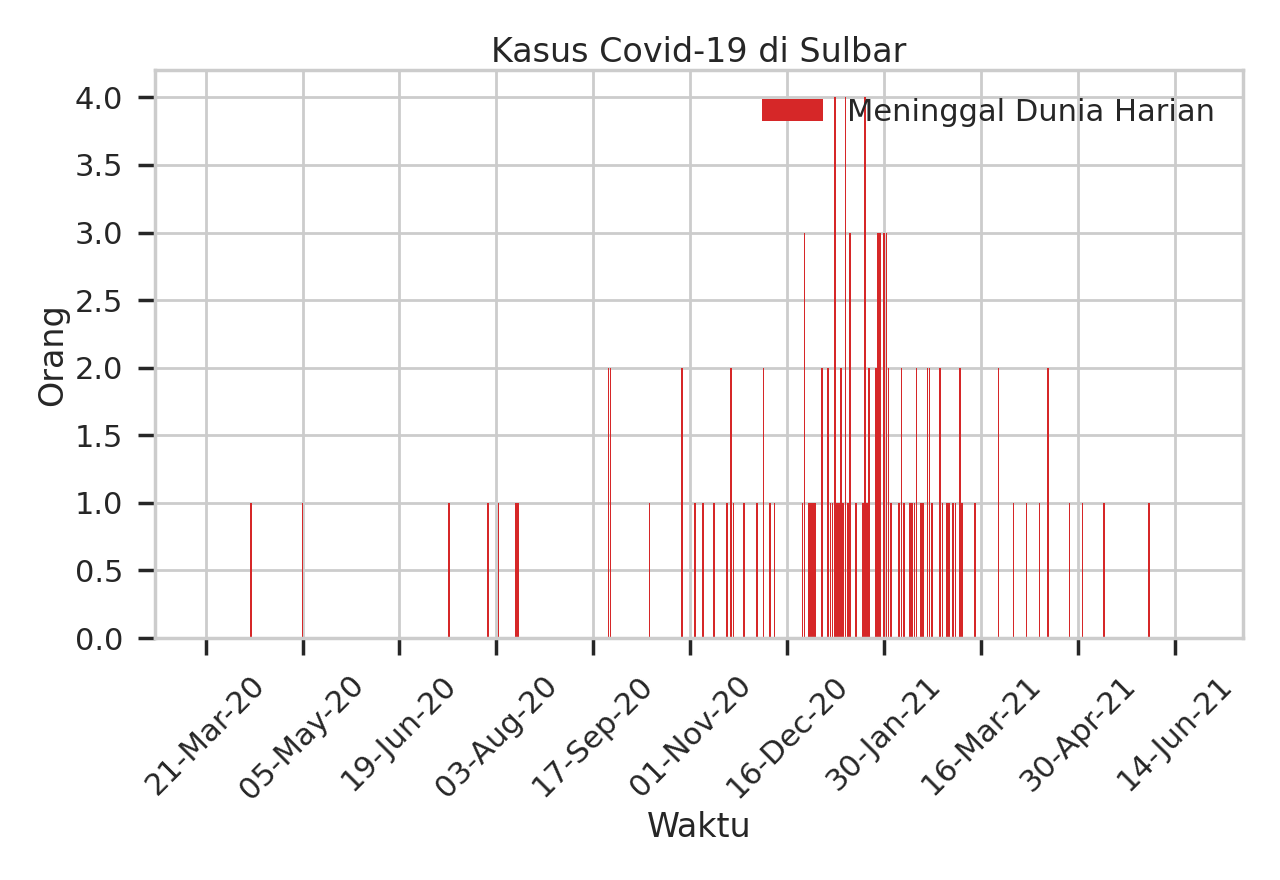 Kasus Covid-19 di Sulbar
Meninggal Dunia Harian
Orang
4.0
3.5
3.0
2.5
2.0
1.5
1.0
0.5
0.0
21-Mar-20
05-May-20
19-Jun-20
03-Aug-20
17-Sep-20
01-Nov-20
16-Dec-20
30-Jan-21
16-Mar-21
30-Apr-21
14-Jun-21
Waktu